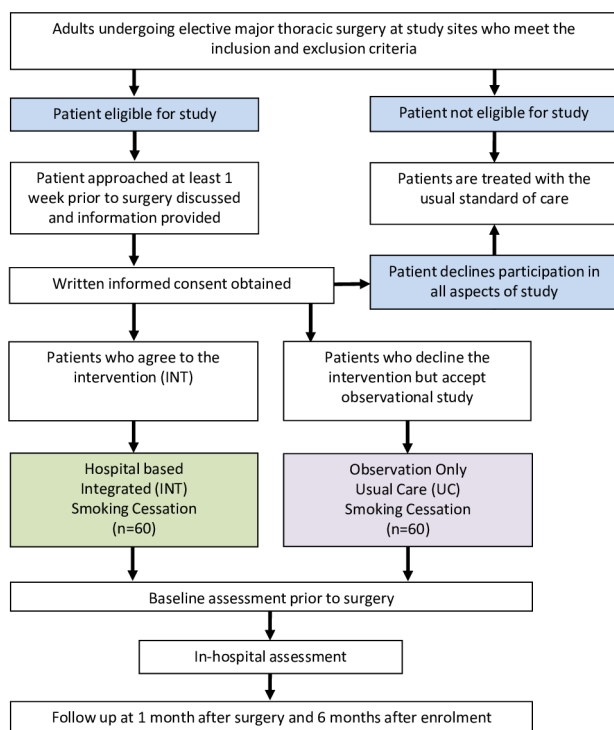 Adults undergoing elective major thoracic surgery at study sites who meet the
inclusion and exclusion criteria
Patient eligible for study
Patient not eligible for study
Patient approached at least 1
week prior to surgery discussed
and information provided
Patients are treated with the
usual standard of care
Written informed consent obtained
Patient declines participation in
all aspects of study
Patients who agree to the
intervention (INT)
Patients who decline the
intervention but accept
observational study
Hospital based
Integrated (INT)
Smoking Cessation
(n=60)
Observation Only
Usual Care (UC)
Smoking Cessation
(n=60)
Baseline assessment prior to surgery
In-hospital assessment
Follow up at 1 month after surgery and 6 months after enrolment